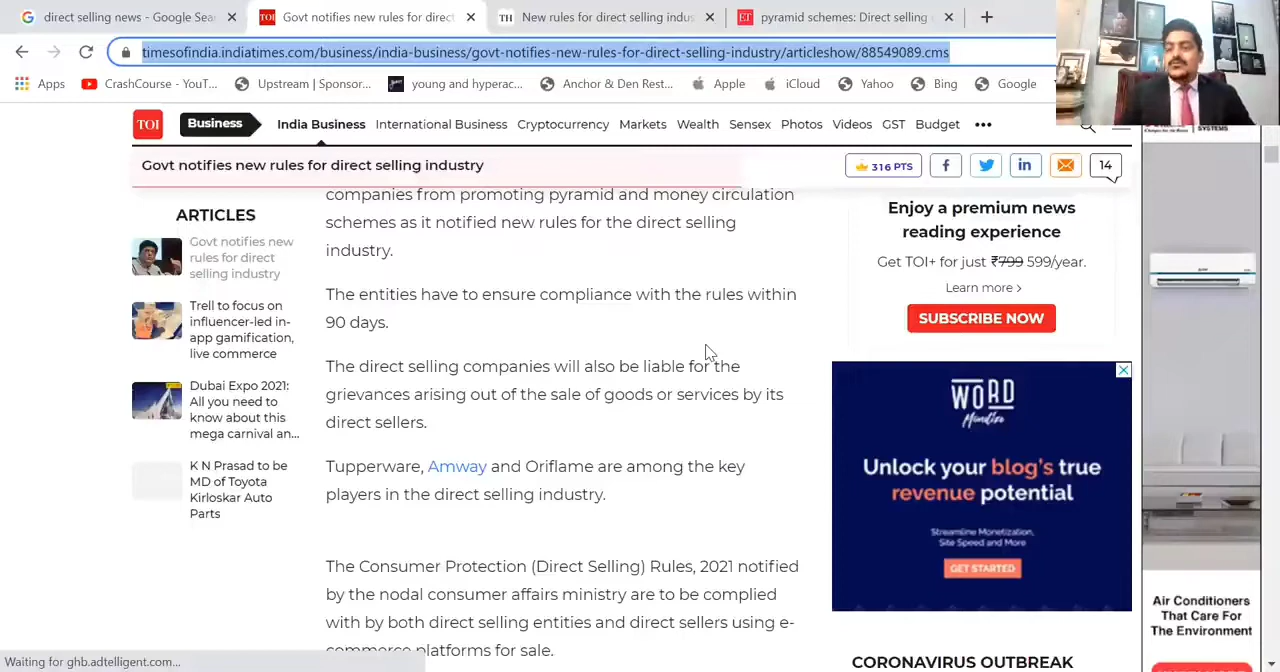 direct selling news - Google Sea
Govt notifies new rules for direct
New rules for direct selling indus
pyramid schemes: Direct selling
timesofindia.indiatimes.com/business/india-business/govt-notifies-new-rules-for-direct-selling-industry/articleshow/88549089.cms
Apps
CrashCourse - YouT...
Upstream | Sponsor...
young and hyperac...
Anchor & Den Rest...
Apple
iCloud
Yahoo
Bing
Google
TOI
Business
India Business
International Business
Cryptocurrency
Markets
Wealth
Sensex
Photos
Videos
GST
Budget
SYSTEMS
Govt notifies new rules for direct selling industry
316 PTS
14
ARTICLES
Govt notifies new
rules for direct
selling industry
Trell to focus on
influencer-led in-
app gamification,
live commerce
Dubai Expo 2021:
All you need to
know about this
mega carnival an...
K N Prasad to be
MD of Toyota
Kirloskar Auto
Parts
companies from promoting pyramid and money circulation
schemes as it notified new rules for the direct selling
industry.
The entities have to ensure compliance with the rules within
90 days.
The direct selling companies will also be liable for the
grievances arising out of the sale of goods or services by its
direct sellers.
Tupperware, Amway and Oriflame are among the key
players in the direct selling industry.
The Consumer Protection (Direct Selling) Rules, 2021 notified
by the nodal consumer affairs ministry are to be complied
with by both direct selling entities and direct sellers using e-
commerce platforms for sale.
Enjoy a premium news
reading experience
Get TOI+ for just ₹799 599/year.
Learn more >
SUBSCRIBE NOW
WORD
Mindtize
Unlock your blog's true
revenue potential
Streamline Monetization,
Site Speed and More
GET STARTED
CORONAVIRUS OUTBREAK
Air Conditioners
That Care For
The Environment
Waiting for ghb.adtelligent.com...